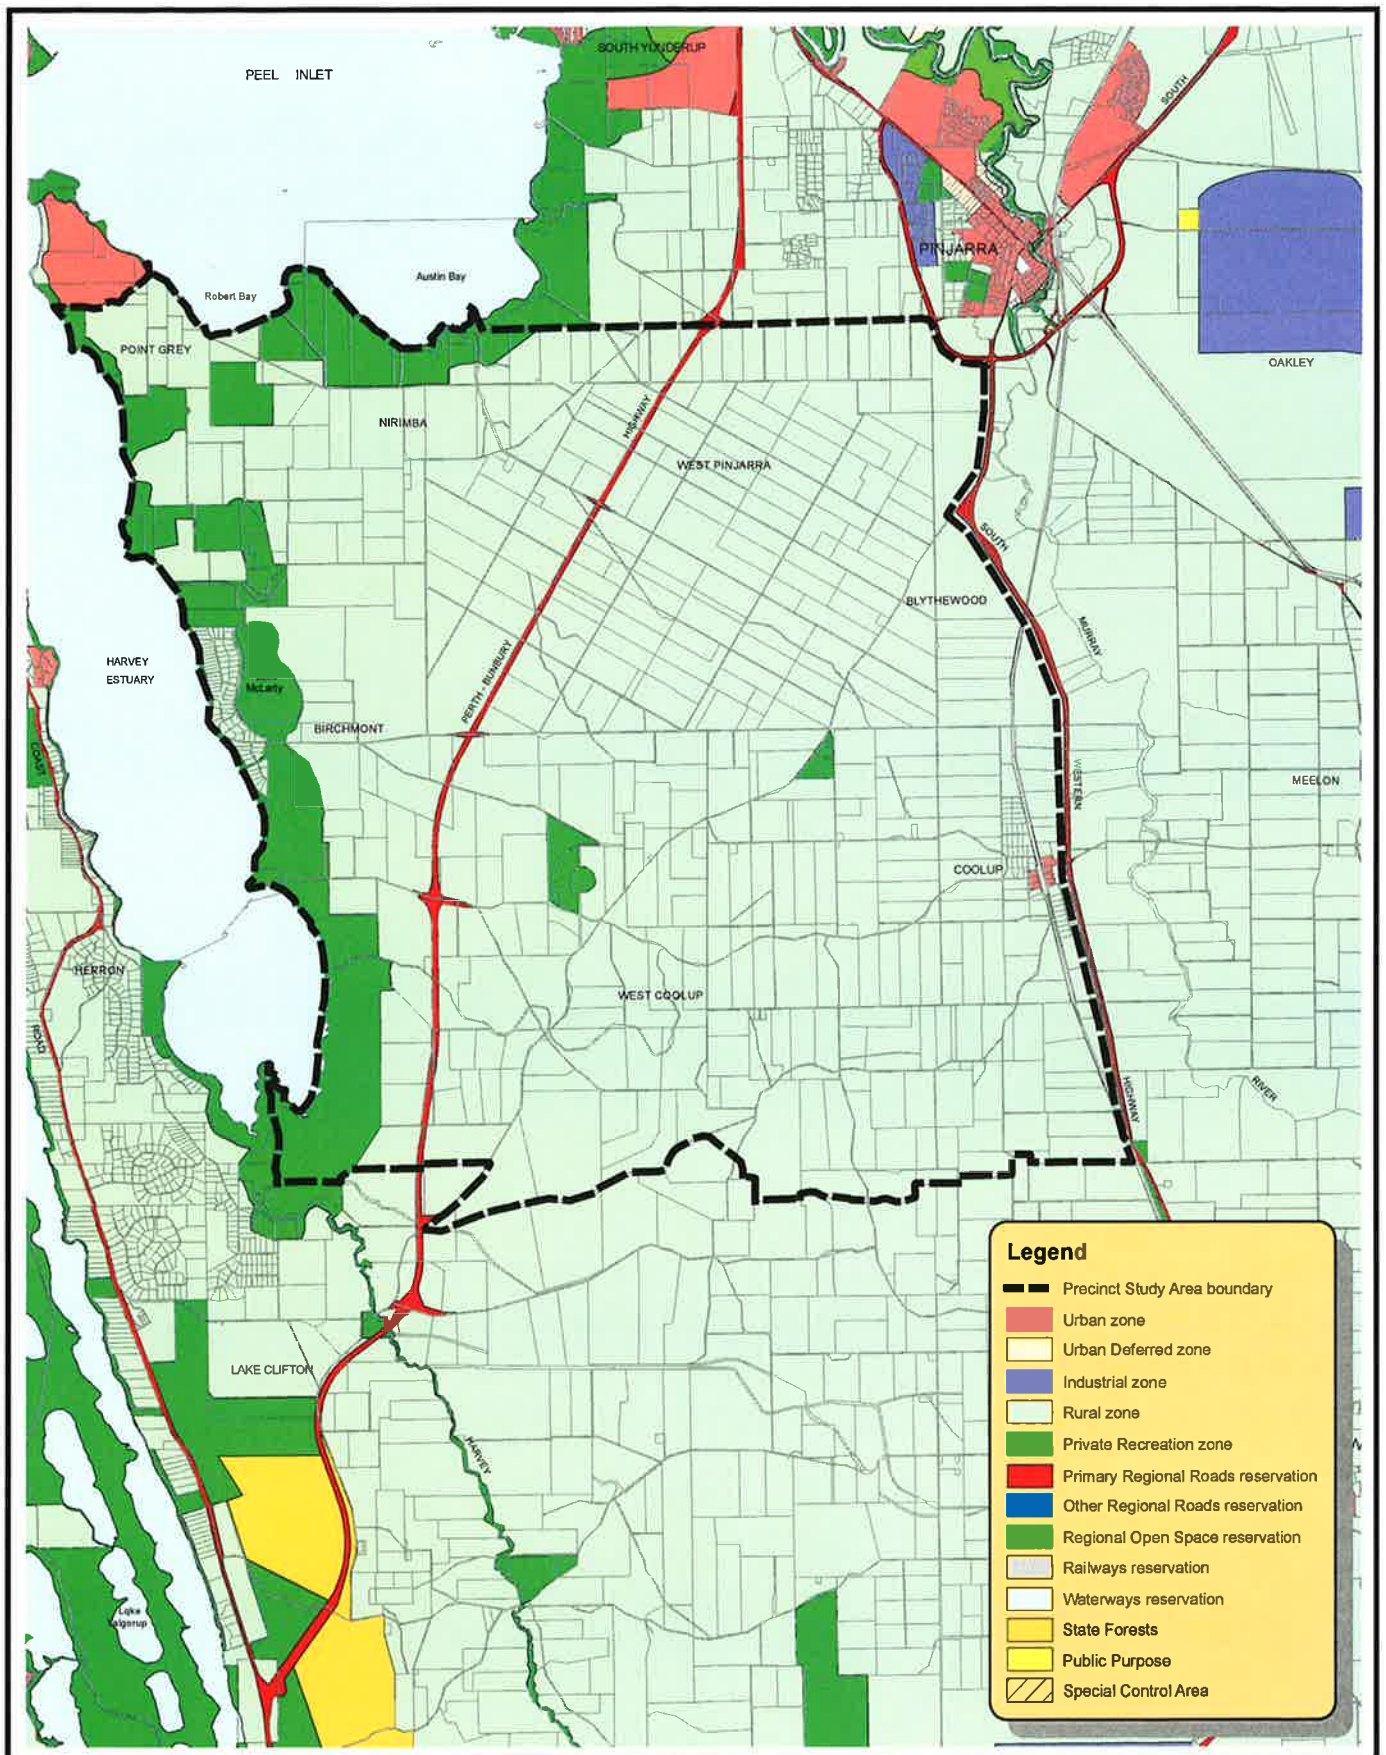 SOUTH YUNDERUP
PEEL INLET
SOUTH
PINJARRA
Austin Bay
Robert Bay
POINT GREY
OAKLEY
NIRIMBA
HIGHWAY
WEST PINJARRA
SOUTH
BLYTHEWOOD
MURRAY
HARVEY
ESTUARY
PERTH - BUNBURY
McLarty
BIRCHMONT
COAST
WESTERN
MEELON
COOLUP
HERRON
WEST COOLUP
ROAD
HIGHWAY
RIVER
LAKE CLIFTON
HARVEY
Legend
Precinct Study Area boundary
Urban zone
Urban Deferred zone
Industrial zone
Rural zone
Private Recreation zone
Primary Regional Roads reservation
Other Regional Roads reservation
Regional Open Space reservation
Railways reservation
Waterways reservation
State Forests
Public Purpose
Special Control Area